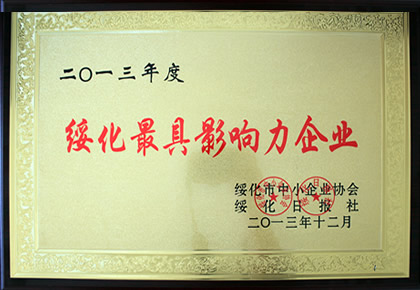 二〇一三年度
绥化最具影响力企业
绥化市中小企业协会
绥化日报社
二〇一三年十二月